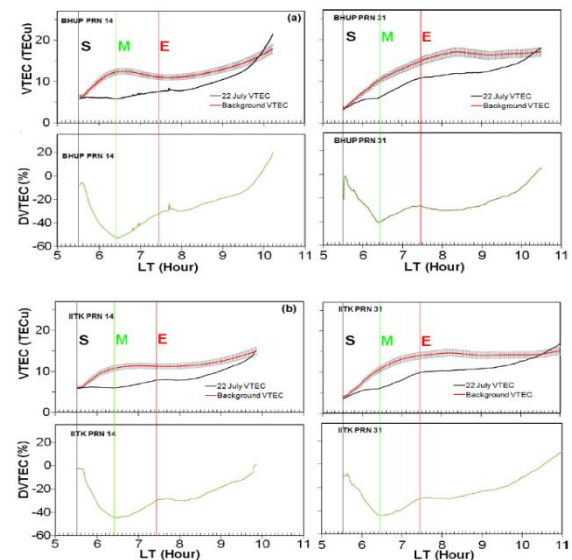 (a)
BHUP PRN 14
S M E
VTEC (TECu)
20
10
0
22 July VTEC
Background VTEC
BHUP PRN 31
S M E
22 July VTEC
Background VTEC
BHUP PRN 14
DVTEC (%)
20
0
-20
-40
-60
5 6 7 8 9 10 11
LT (Hour)
BHUP PRN 31
5 6 7 8 9 10 11
LT (Hour)
(b)
IITK PRN 14
S M E
VTEC (TECu)
20
10
0
22 July VTEC
Background VTEC
IITK PRN 31
S M E
22 July VTEC
Background VTEC
IITK PRN 14
DVTEC (%)
20
0
-20
-40
-60
5 6 7 8 9 10 11
LT (Hour)
IITK PRN 31
5 6 7 8 9 10 11
LT (Hour)